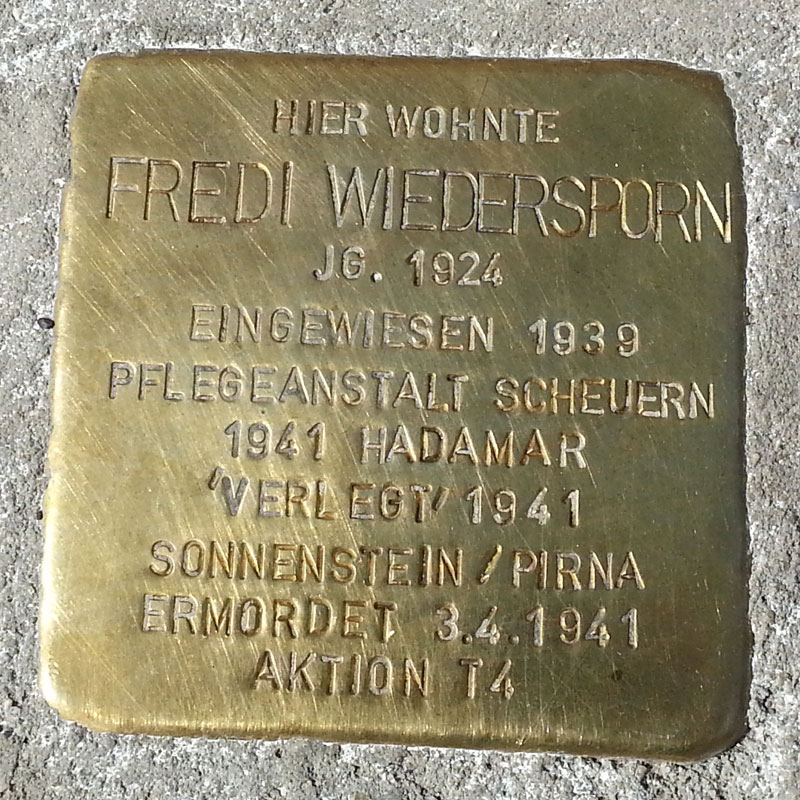 HIER WOHNTE
FREDI WIEDERSPORN
JG. 1924
EINGEWIESEN 1939
PFLEGEANSTALT SCHEUERN
1941 HADAMAR
'VERLEGT' 1941
SONNENSTEIN / PIRNA
ERMORDET 3.4.1941
AKTION T4